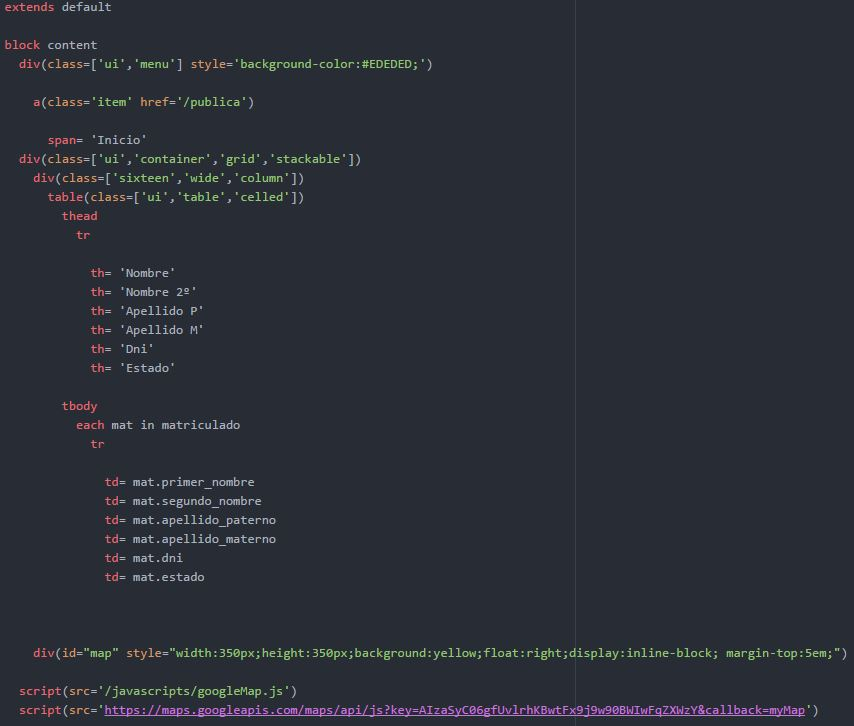 extends default
block content
div(class=['ui','menu'] style='background-color:#EDEDED;')
a(class='item' href='/publica')
span= 'Inicio'
div(class=['ui','container','grid','stackable'])
div(class=['sixteen','wide','column'])
table(class=['ui','table','celled'])
thead
tr
th= 'Nombre'
th= 'Nombre 2º'
th= 'Apellido P'
th= 'Apellido M'
th= 'Dni'
th= 'Estado'
tbody
each mat in matriculado
tr
td= mat.primer_nombre
td= mat.segundo_nombre
td= mat.apellido_paterno
td= mat.apellido_materno
td= mat.dni
td= mat.estado
div(id="map" style="width:350px;height:350px;background:yellow;float:right;display:inline-block; margin-top:5em;")
script(src='/javascripts/googleMap.js')
script(src='https://maps.googleapis.com/maps/api/js?key=AIzaSyC06gfUvlrhKBwtFx9j9w90BWIwFqZXWzY&callback=myMap')